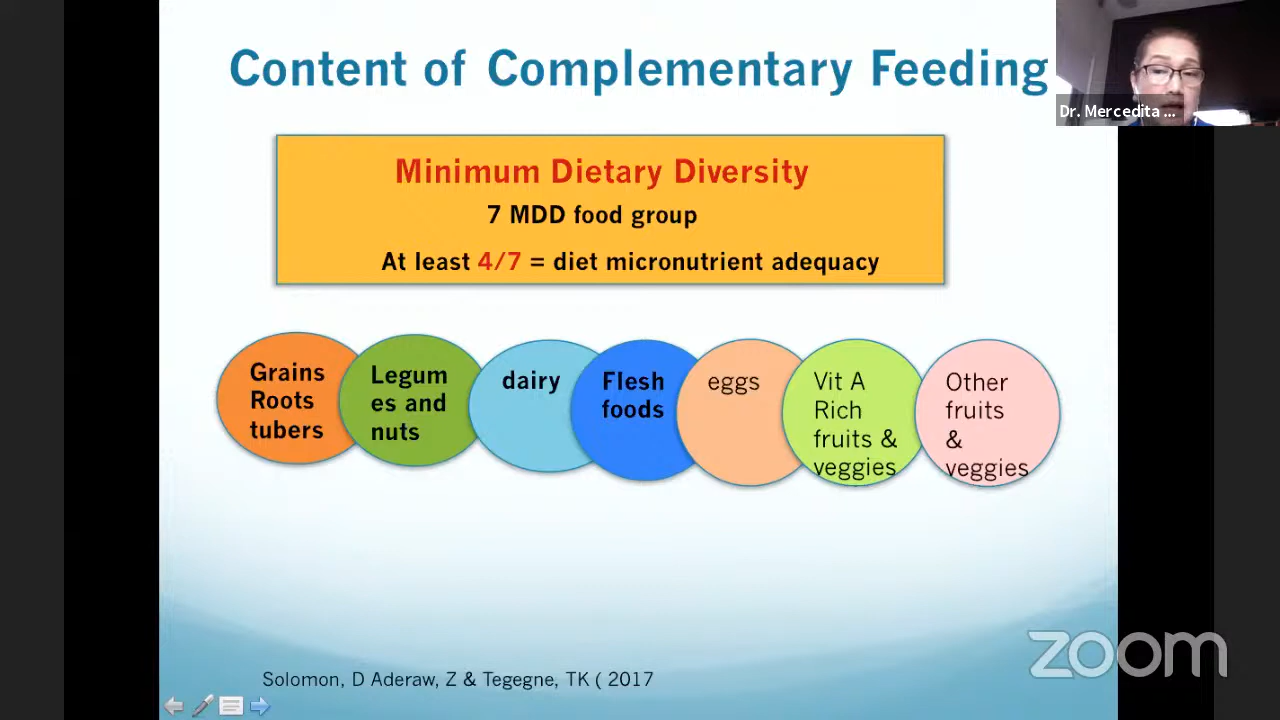 Content of Complementary Feeding
Dr. Mercedita ...
Minimum Dietary Diversity
7 MDD food group
At least 4/7 = diet micronutrient adequacy
Grains
Roots
tubers
Legum
es and
nuts
dairy
Flesh
foods
eggs
Vit A
Rich
fruits &
veggies
Other
fruits
&
veggies
zoom
Solomon, D Aderaw, Z & Tegegne, TK ( 2017